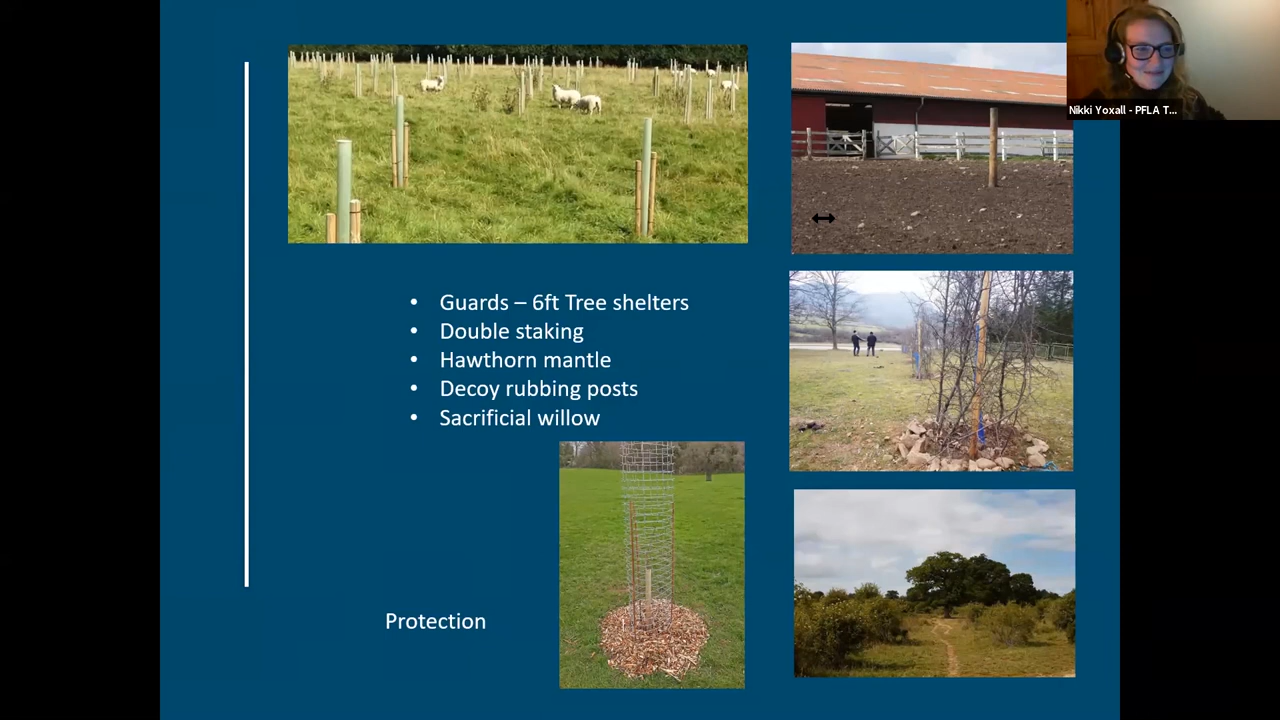 Nikki Yoxall - PFLA T...
• Guards – 6ft Tree shelters
• Double staking
• Hawthorn mantle
• Decoy rubbing posts
• Sacrificial willow
Protection